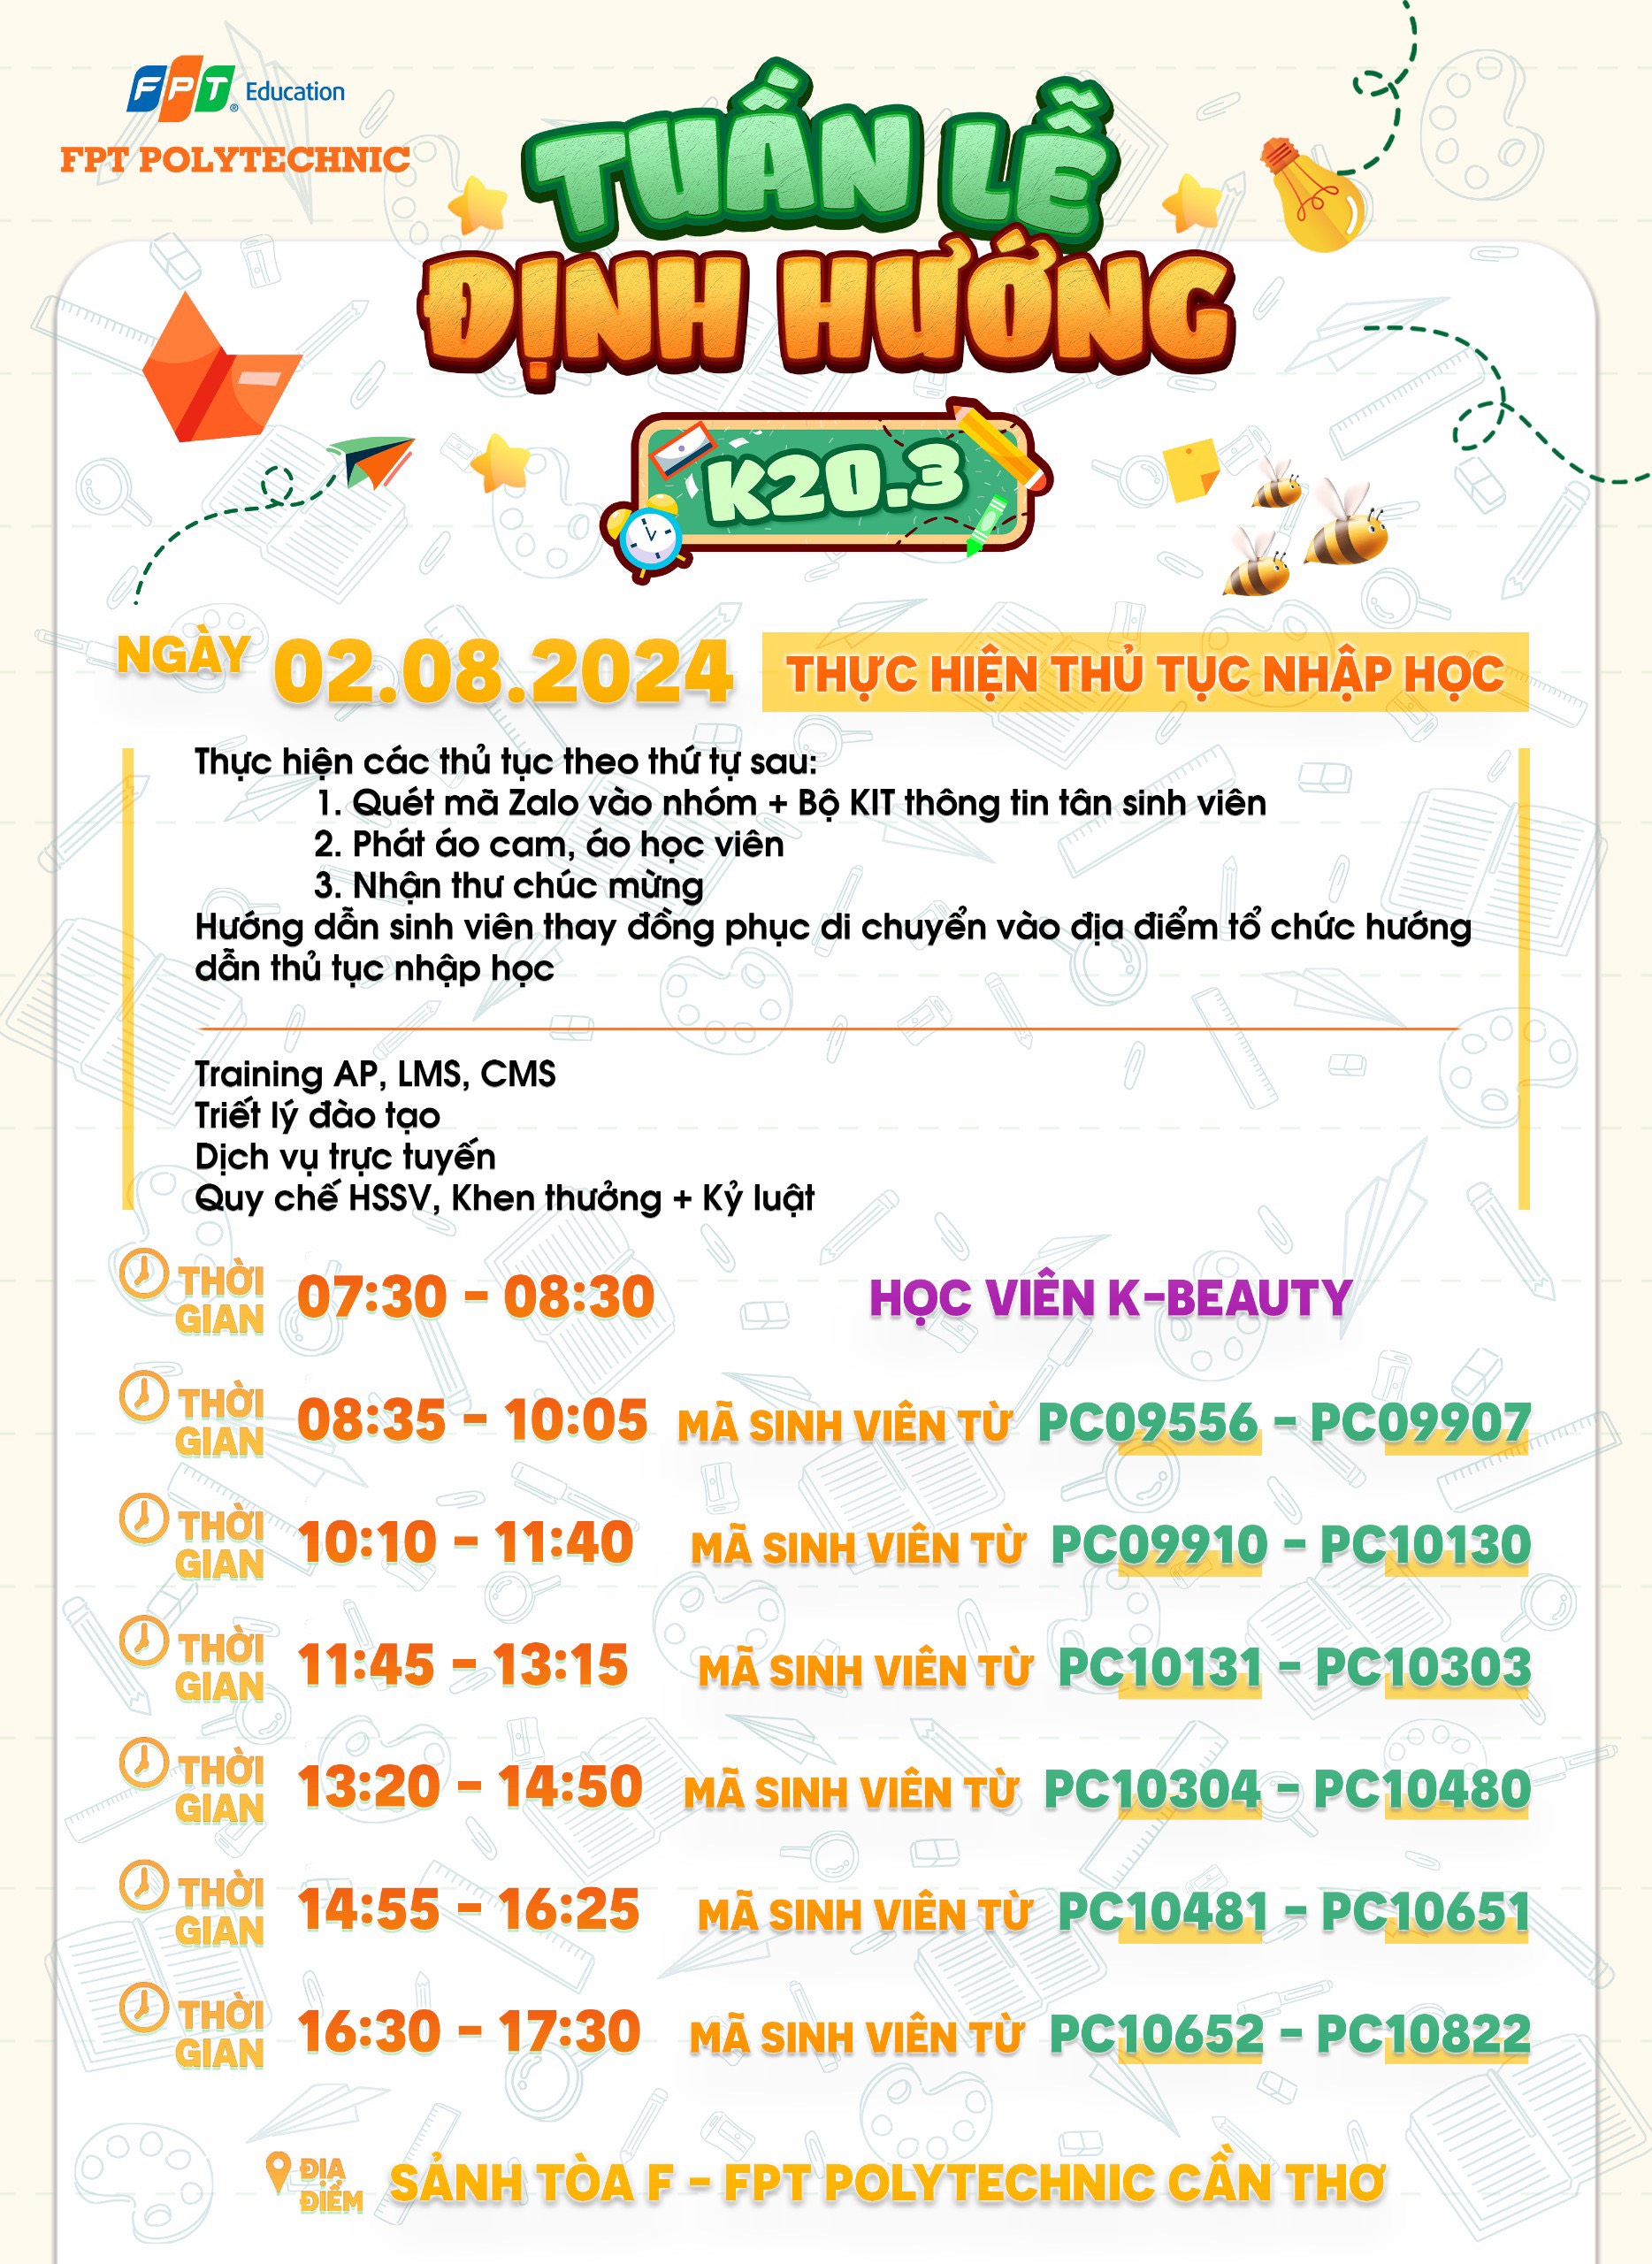 FPT Education
FPT POLYTECHNIC
TUẦN LỄ
ĐỊNH HƯỚNG
K20.3
NGÀY 02.08.2024 THỰC HIỆN THỦ TỤC NHẬP HỌC
Thực hiện các thủ tục theo thứ tự sau:
1. Quét mã Zalo vào nhóm + Bộ KIT thông tin tân sinh viên
2. Phát áo cam, áo học viên
3. Nhận thư chúc mừng
Hướng dẫn sinh viên thay đồng phục di chuyển vào địa điểm tổ chức hướng
dẫn thủ tục nhập học
Training AP, LMS, CMS
Triết lý đào tạo
Dịch vụ trực tuyến
Quy chế HSSV, Khen thưởng + Kỷ luật
THỜI GIAN 07:30 - 08:30 HỌC VIÊN K-BEAUTY
THỜI GIAN 08:35 - 10:05 MÃ SINH VIÊN TỪ PC09556 - PC09907
THỜI GIAN 10:10 - 11:40 MÃ SINH VIÊN TỪ PC09910 - PC10130
THỜI GIAN 11:45 - 13:15 MÃ SINH VIÊN TỪ PC10131 - PC10303
THỜI GIAN 13:20 - 14:50 MÃ SINH VIÊN TỪ PC10304 - PC10480
THỜI GIAN 14:55 - 16:25 MÃ SINH VIÊN TỪ PC10481 - PC10651
THỜI GIAN 16:30 - 17:30 MÃ SINH VIÊN TỪ PC10652 - PC10822
ĐỊA ĐIỂM SẢNH TÒA F - FPT POLYTECHNIC CẦN THƠ